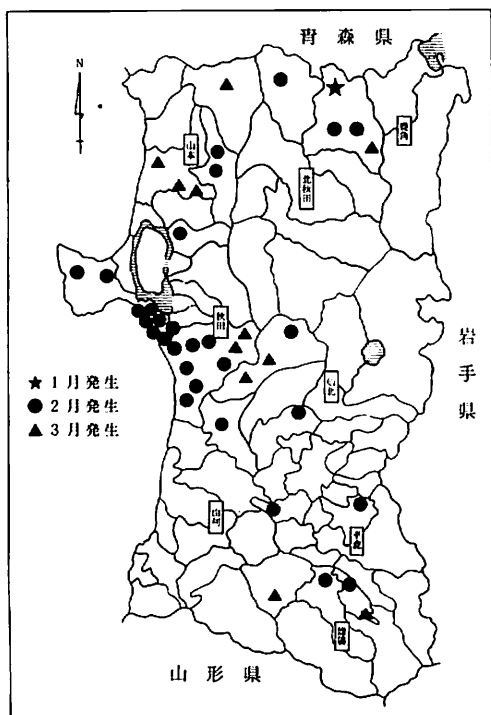 青森県
N
鹿角
山本
北秋田
秋田
岩手県
★ 1月発生
● 2月発生
▲ 3月発生
仙北
由利
平鹿
雄勝
山形県